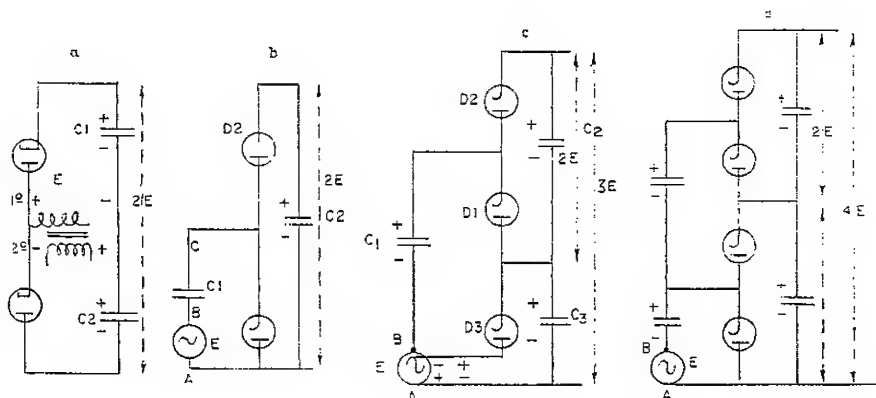 a
C1
+
-
E
1º +
2º -
-
+
2E
C2
+
-
b
D2
2E
+
-
C2
C
C1
B
E
A
c
D2
C2
+
-
2E
3E
D1
+
C1
-
D3
+
-
C3
B
E
A
+
-
2E
+
-
4E
+
-
+
-
B
E
A